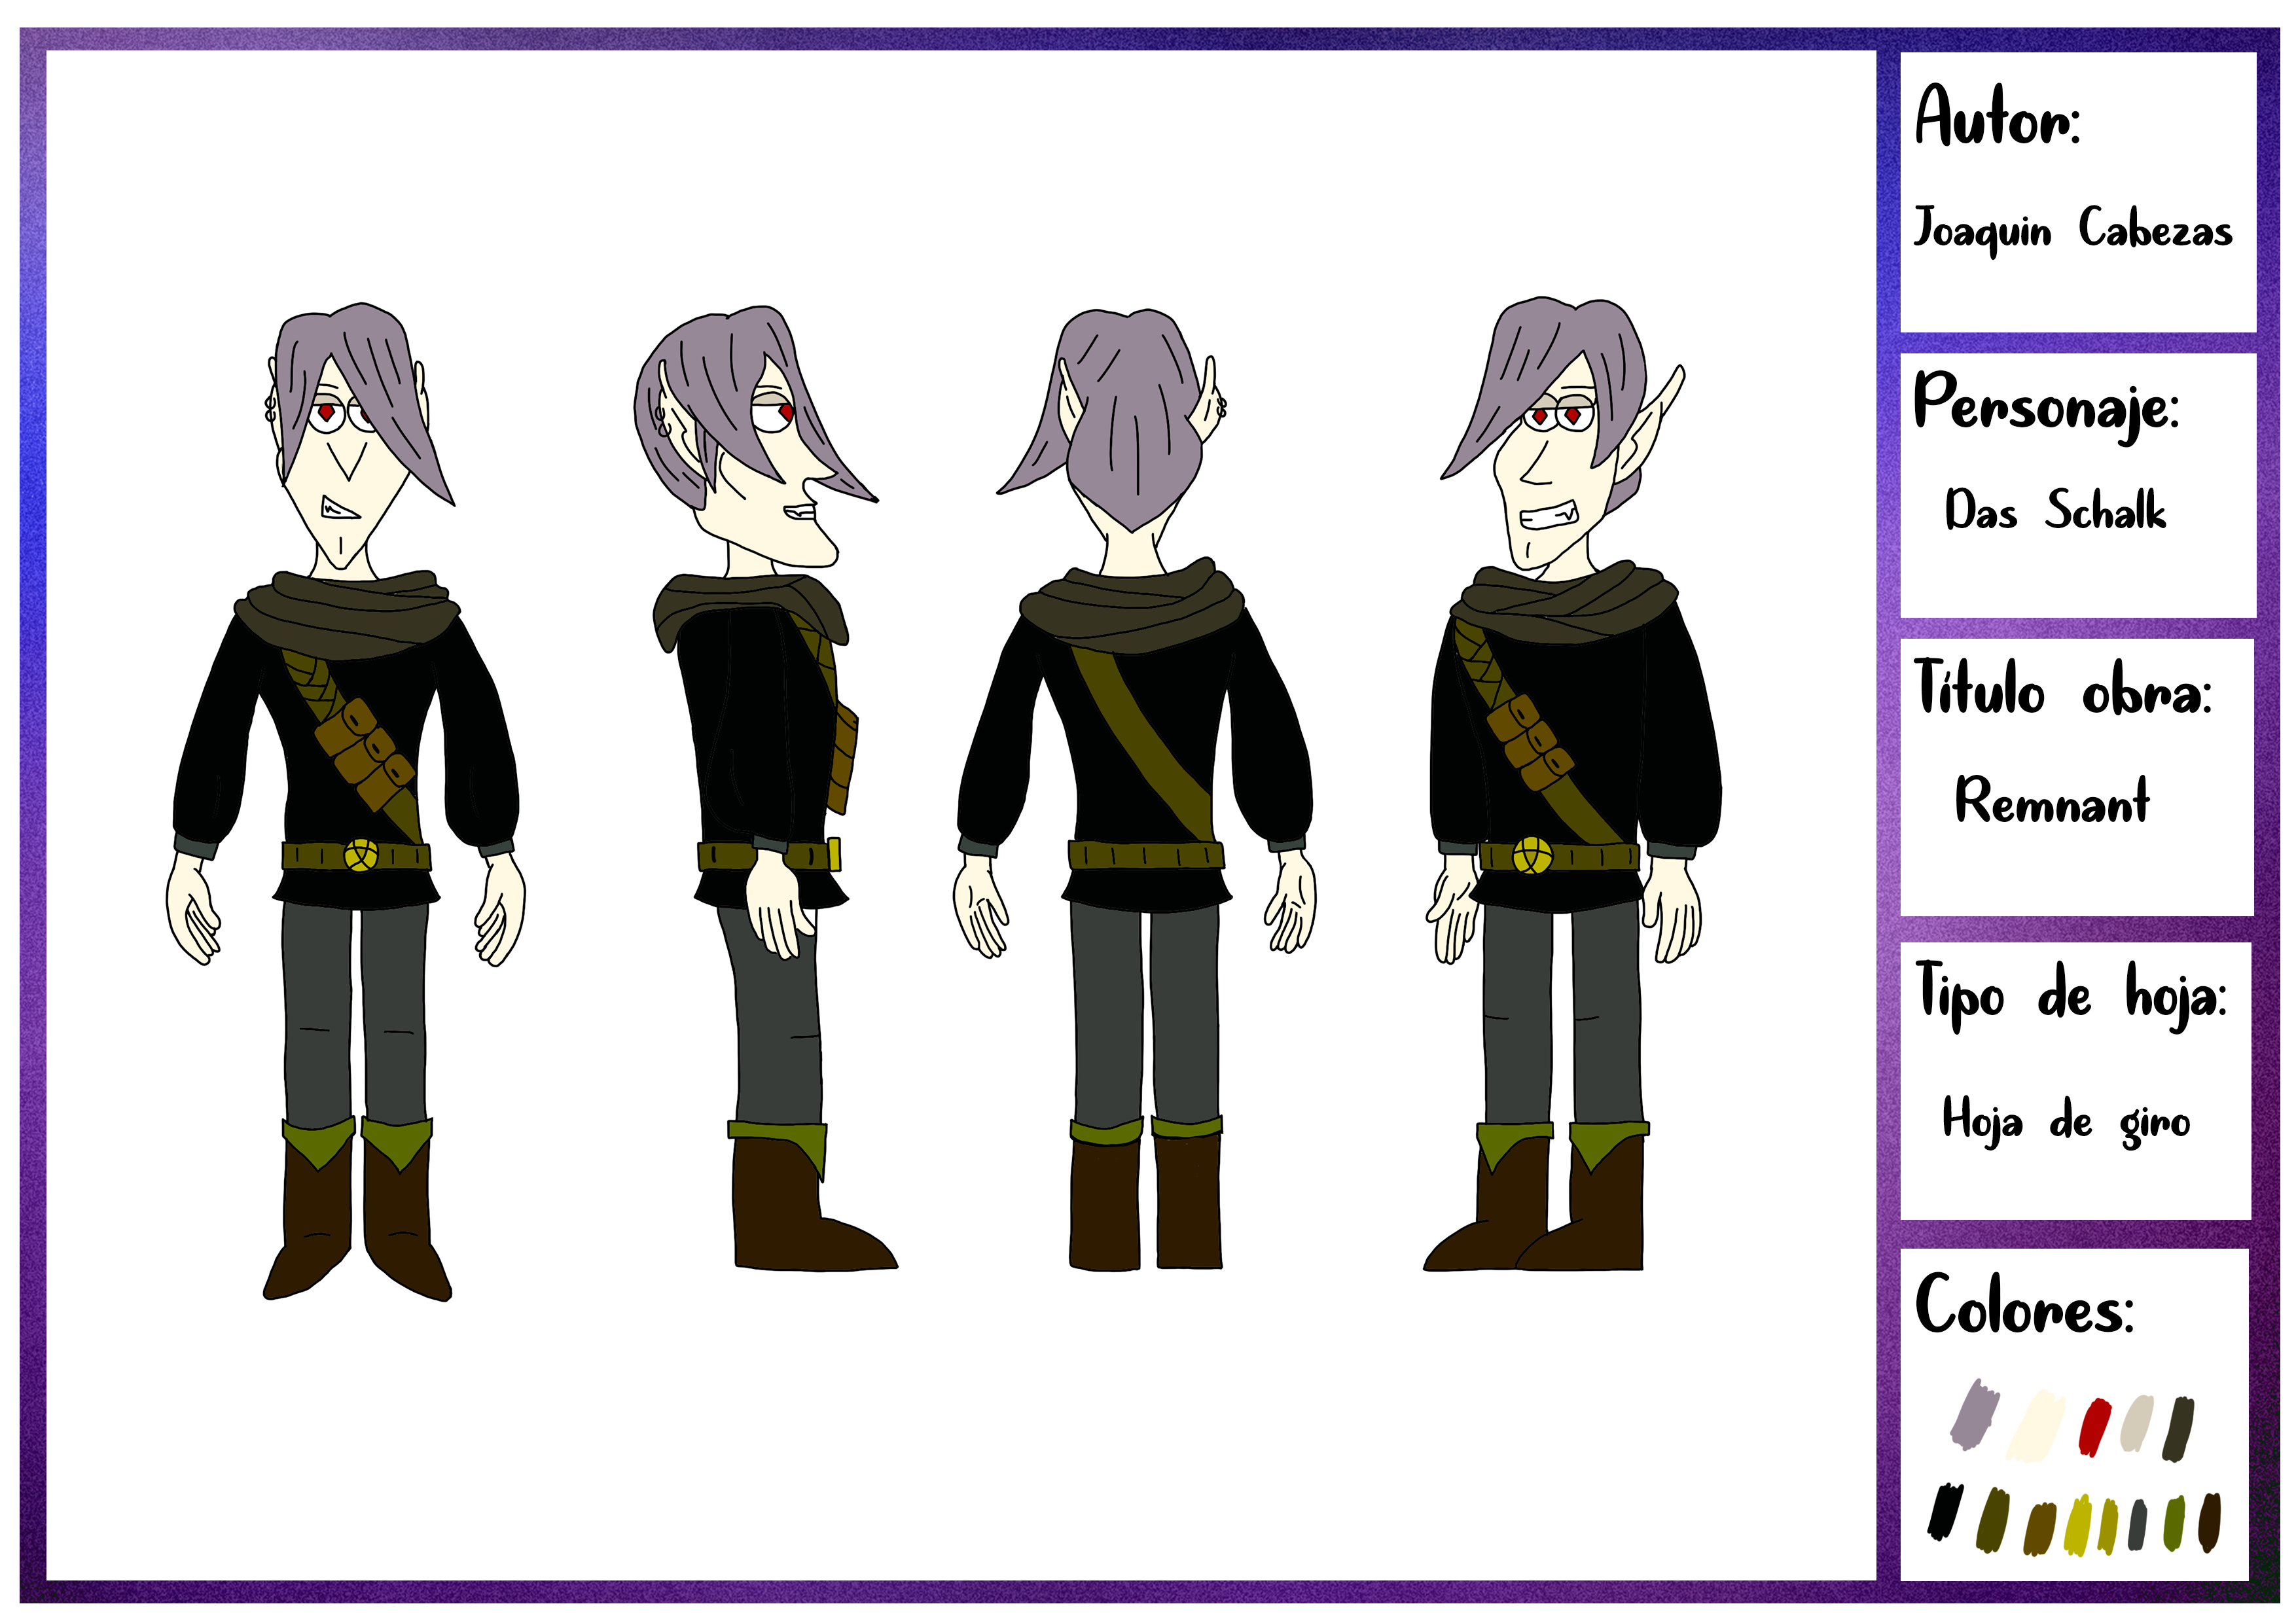 Autor:
Joaquin Cabezas
Personaje:
Das Schalk
Título obra:
Remnant
Tipo de hoja:
Hoja de giro
Colores: